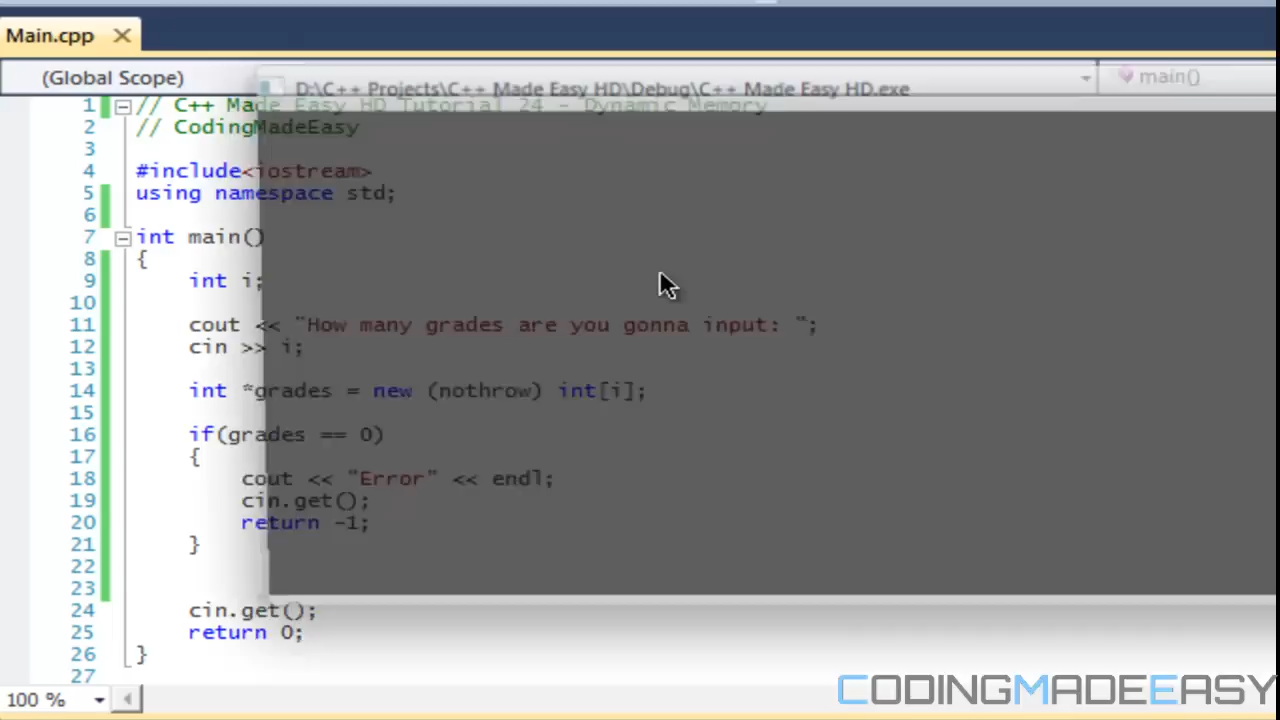 Main.cpp
(Global Scope)
main()
D:\C++ Projects\C++ Made Easy HD\Debug\C++ Made Easy HD.exe
1 // C++ Made Easy HD Tutorial 24 - Dynamic Memory
2 // CodingMadeEasy
3
4 #include<iostream>
5 using namespace std;
6
7 int main()
8 {
9 int i;
10
11 cout << "How many grades are you gonna input: ";
12 cin >> i;
13
14 int *grades = new (nothrow) int[i];
15
16 if(grades == 0)
17 {
18 cout << "Error" << endl;
19 cin.get();
20 return -1;
21 }
22
23
24 cin.get();
25 return 0;
26 }
27
100 %
CODINGMADEEASY